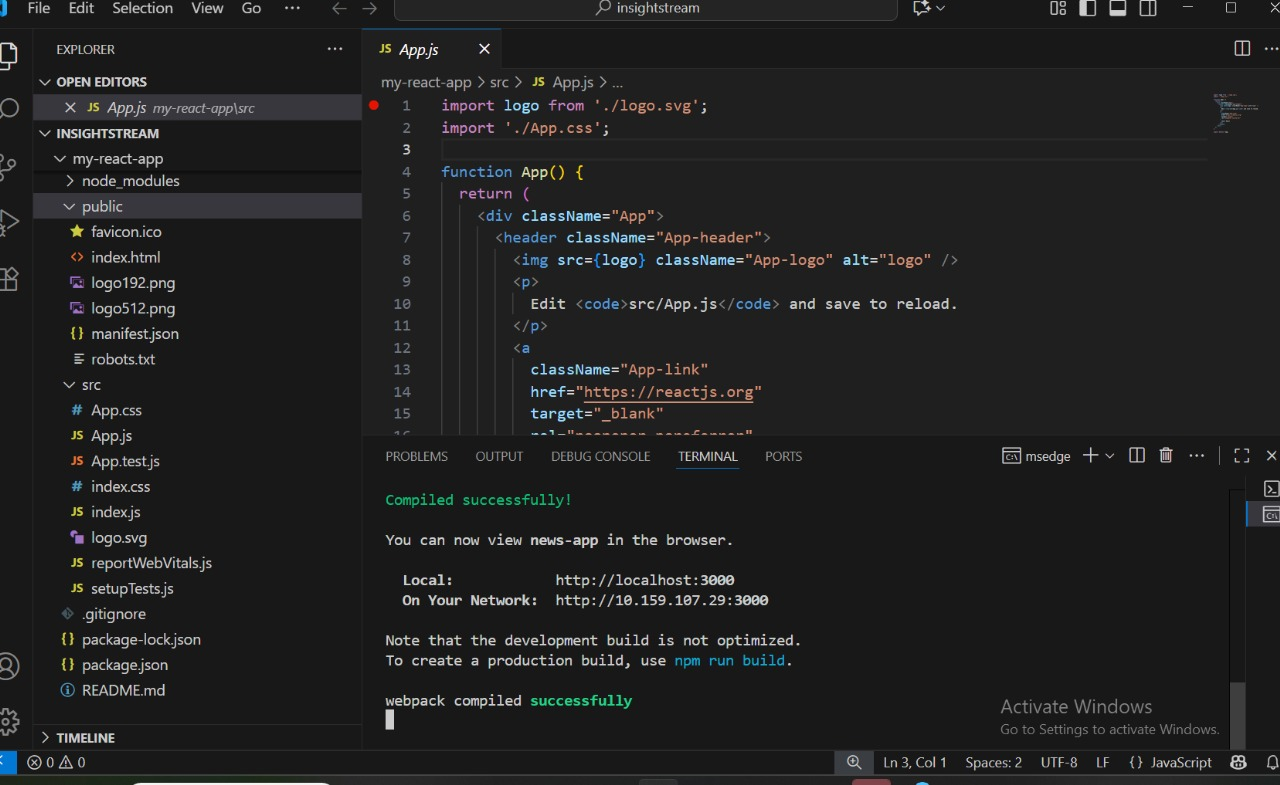 File Edit Selection View Go ··· insightstream
EXPLORER ···
OPEN EDITORS
App.js my-react-app\src
INSIGHTSTREAM
my-react-app
node_modules
public
favicon.ico
index.html
logo192.png
logo512.png
manifest.json
robots.txt
src
App.css
App.js
App.test.js
index.css
index.js
logo.svg
reportWebVitals.js
setupTests.js
.gitignore
package-lock.json
package.json
README.md
TIMELINE
JS App.js
my-react-app > src > JS App.js > ...
1 import logo from './logo.svg';
2 import './App.css';
3
4 function App() {
5 return (
6 <div className="App">
7 <header className="App-header">
8 <img src={logo} className="App-logo" alt="logo" />
9 <p>
10 Edit <code>src/App.js</code> and save to reload.
11 </p>
12 <a
13 className="App-link"
14 href="https://reactjs.org"
15 target="_blank"
16 rel="noopener noreferrer"
PROBLEMS OUTPUT DEBUG CONSOLE TERMINAL PORTS msedge
Compiled successfully!
You can now view news-app in the browser.
Local: http://localhost:3000
On Your Network: http://10.159.107.29:3000
Note that the development build is not optimized.
To create a production build, use npm run build.
webpack compiled successfully
Activate Windows
Go to Settings to activate Windows.
0 0 Ln 3, Col 1 Spaces: 2 UTF-8 LF {} JavaScript